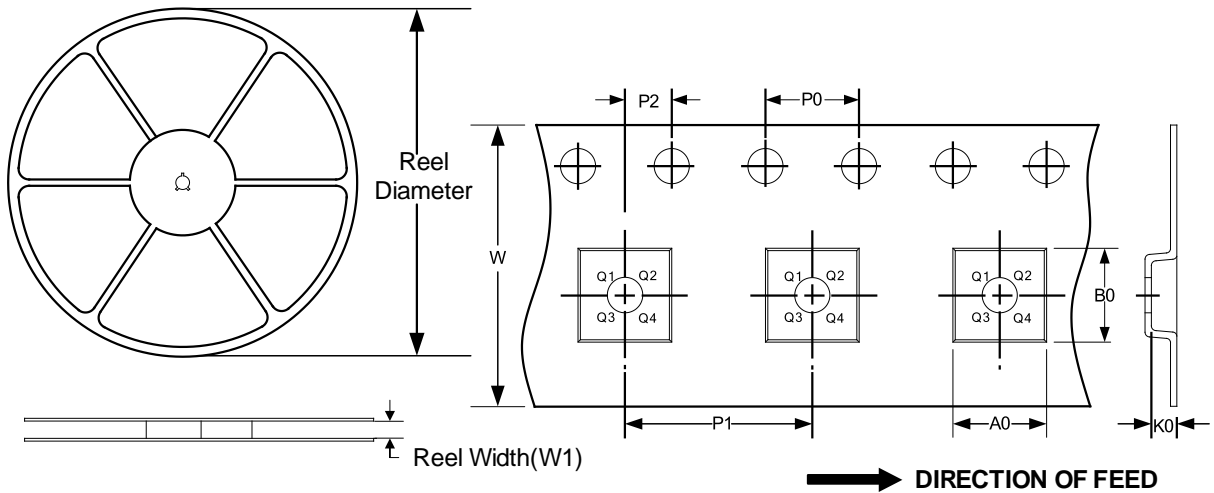 Reel
Diameter
Reel Width(W1)
P2
P0
W
Q1 Q2
Q3 Q4
Q1 Q2
Q3 Q4
Q1 Q2
Q3 Q4
B0
P1
A0
K0
DIRECTION OF FEED